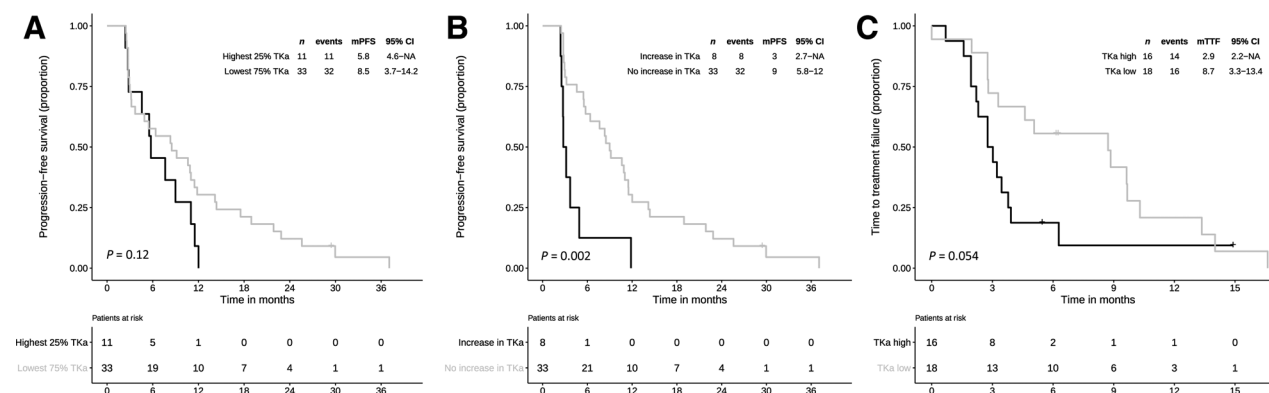 A
Progression−free survival (proportion)
1.00
0.75
0.50
0.25
0.00
n events mPFS 95% CI
Highest 25% TKa 11 11 5.8 4.6−NA
Lowest 75% TKa 33 32 8.5 3.7−14.2
P = 0.12
0 6 12 18 24 30 36
Time in months
Patients at risk
Highest 25% TKa 11 5 1 0 0 0 0
Lowest 75% TKa 33 19 10 7 4 1 1
0 6 12 18 24 30 36
B
Progression−free survival (proportion)
1.00
0.75
0.50
0.25
0.00
n events mPFS 95% CI
Increase in TKa 8 8 3 2.7−NA
No increase in TKa 33 32 9 5.8−12
P = 0.002
0 6 12 18 24 30 36
Time in months
Patients at risk
Increase in TKa 8 1 0 0 0 0 0
No increase in TKa 33 21 10 7 4 1 1
0 6 12 18 24 30 36
C
Time to treatment failure (proportion)
1.00
0.75
0.50
0.25
0.00
n events mTTF 95% CI
TKa high 16 14 2.9 2.2−NA
TKa low 18 16 8.7 3.3−13.4
P = 0.054
0 3 6 9 12 15
Time in months
Patients at risk
TKa high 16 8 2 1 1 0
TKa low 18 13 10 6 3 1
0 3 6 9 12 15